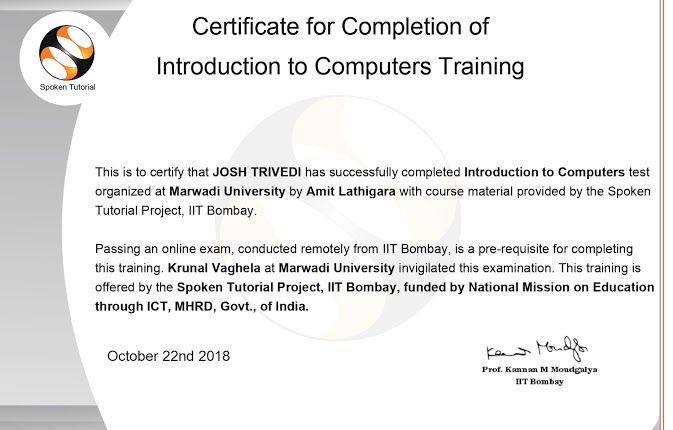 Certificate for Completion of
Introduction to Computers Training
Spoken Tutorial
This is to certify that JOSH TRIVEDI has successfully completed Introduction to Computers test
organized at Marwadi University by Amit Lathigara with course material provided by the Spoken
Tutorial Project, IIT Bombay.
Passing an online exam, conducted remotely from IIT Bombay, is a pre-requisite for completing
this training. Krunal Vaghela at Marwadi University invigilated this examination. This training is
offered by the Spoken Tutorial Project, IIT Bombay, funded by National Mission on Education
through ICT, MHRD, Govt., of India.
October 22nd 2018
Prof. Kannan M Moudgalya
IIT Bombay